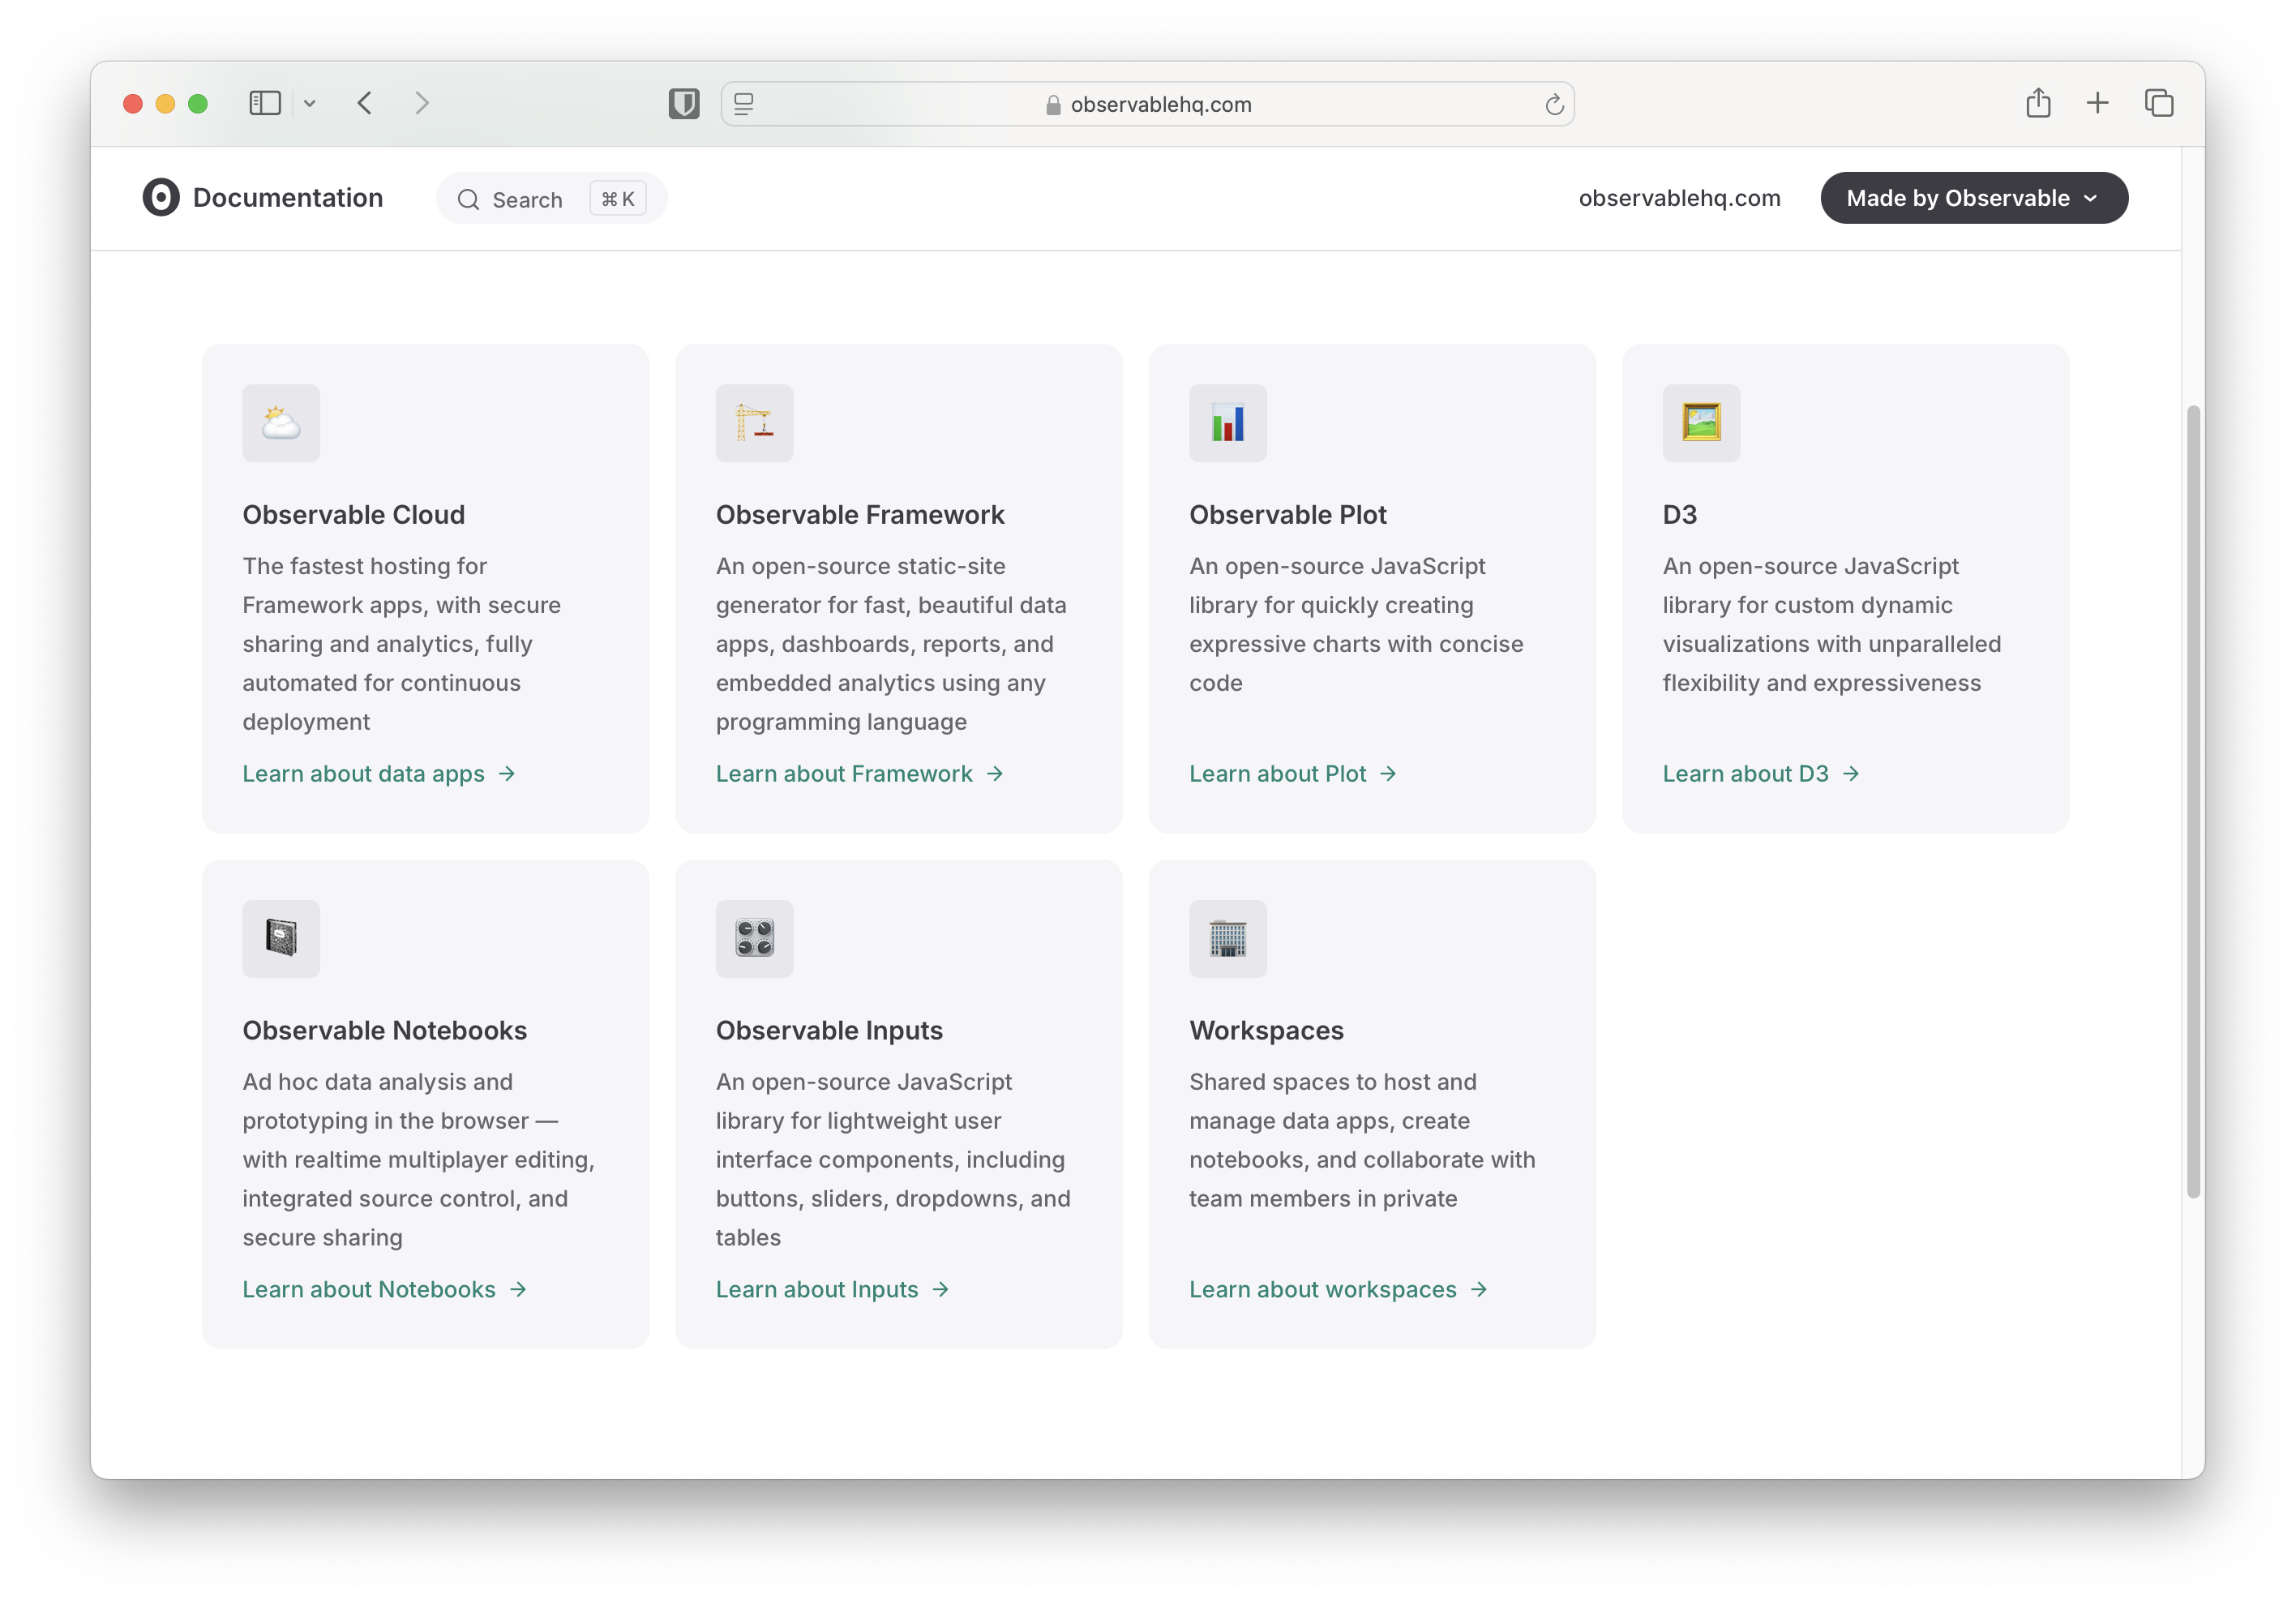 observablehq.com
Documentation
Search ⌘ K
observablehq.com
Made by Observable
Observable Cloud
The fastest hosting for
Framework apps, with secure
sharing and analytics, fully
automated for continuous
deployment
Learn about data apps →
Observable Framework
An open-source static-site
generator for fast, beautiful data
apps, dashboards, reports, and
embedded analytics using any
programming language
Learn about Framework →
Observable Plot
An open-source JavaScript
library for quickly creating
expressive charts with concise
code
Learn about Plot →
D3
An open-source JavaScript
library for custom dynamic
visualizations with unparalleled
flexibility and expressiveness
Learn about D3 →
Observable Notebooks
Ad hoc data analysis and
prototyping in the browser —
with realtime multiplayer editing,
integrated source control, and
secure sharing
Learn about Notebooks →
Observable Inputs
An open-source JavaScript
library for lightweight user
interface components, including
buttons, sliders, dropdowns, and
tables
Learn about Inputs →
Workspaces
Shared spaces to host and
manage data apps, create
notebooks, and collaborate with
team members in private
Learn about workspaces →